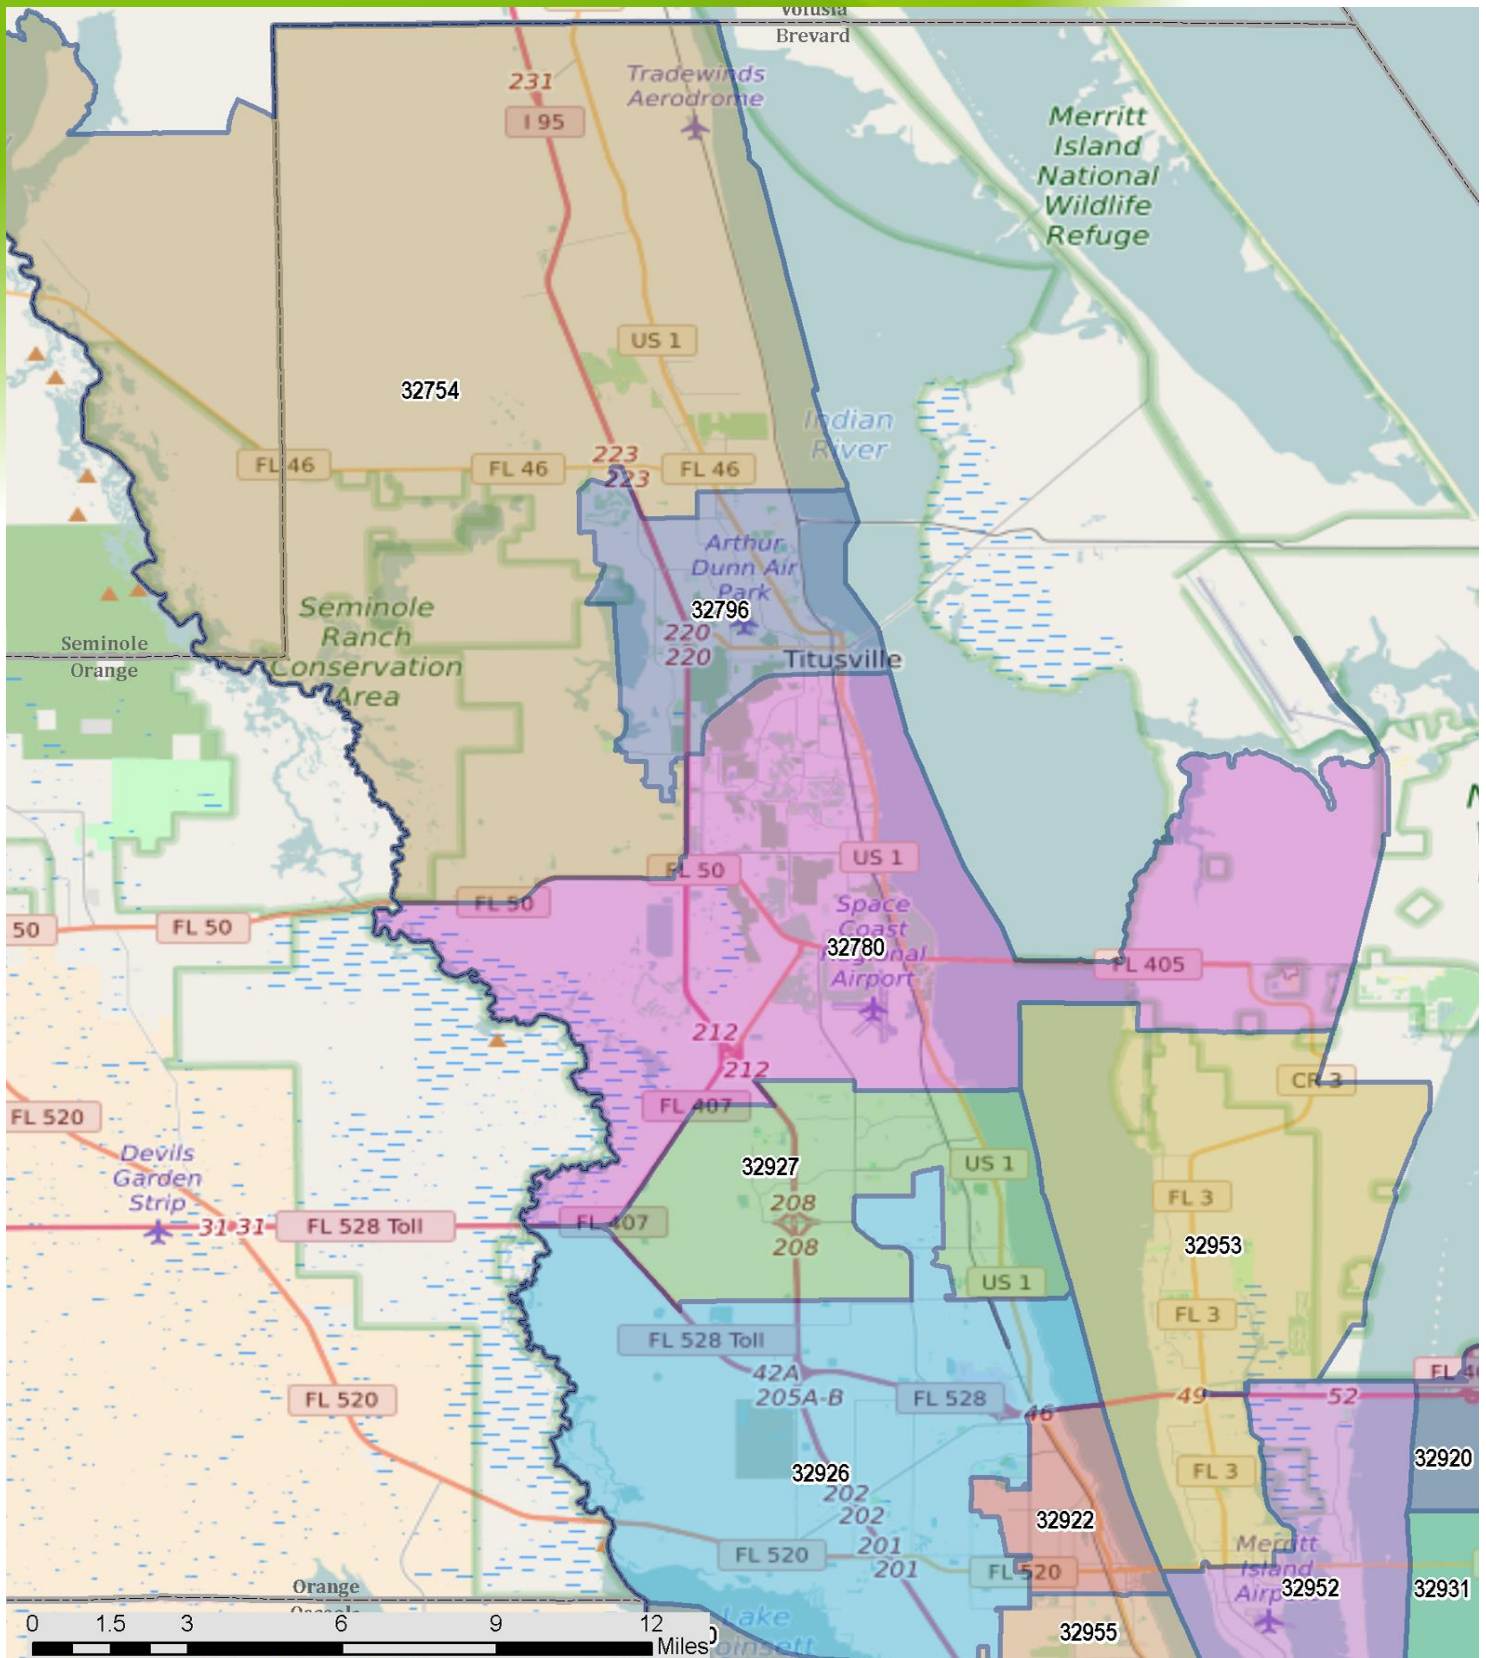 Volusia
Brevard
231
Tradewinds
Aerodrome
I 95
Merritt
Island
National
Wildlife
Refuge
US 1
32754
Indian
River
FL 46
FL 46
223
FL 46
223
Arthur
Dunn Air
Park
32796
Seminole
Ranch
Conservation
Area
220
220
Titusville
Seminole
Orange
FL 50
US 1
FL 50
50
FL 50
Space
Coast
Regional
Airport
32780
FL 405
212
212
CR 3
FL 407
FL 520
Devils
Garden
Strip
32927
US 1
FL 3
208
208
31 31
FL 528 Toll
FL 407
32953
US 1
FL 3
FL 528 Toll
42A
205A-B
FL 528
46
49
52
FL 520
32920
32926
FL 3
202
202
32922
201
201
FL 520
FL 520
Merritt
Island
Airp
32952
32931
Orange
0 1.5 3 6 9 12
Miles
Lake
32955